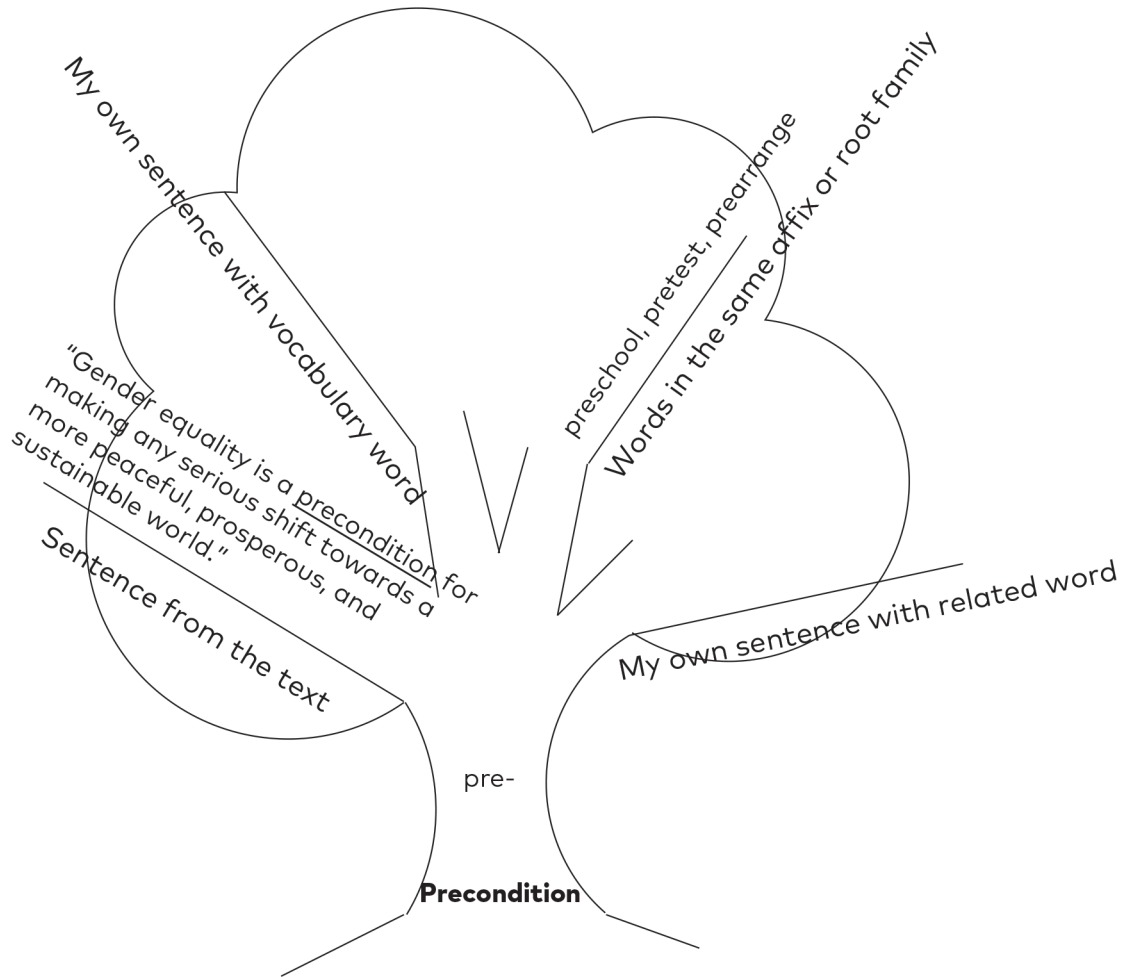 My own sentence with vocabulary word
preschool, pretest, prearrange
Words in the same affix or root family
"Gender equality is a precondition for
making any serious shift towards a
more peaceful, prosperous, and
sustainable world."
Sentence from the text
My own sentence with related word
pre-
Precondition